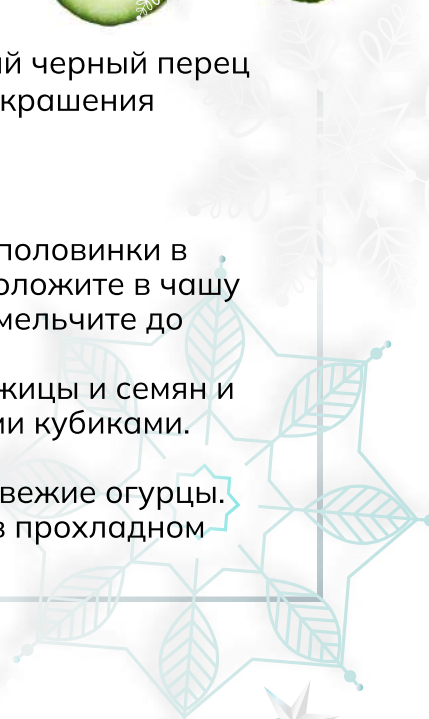 й черный перец
крашения
половинки в
оложите в чашу
мельчите до
жицы и семян и
ми кубиками.
вежие огурцы.
в прохладном